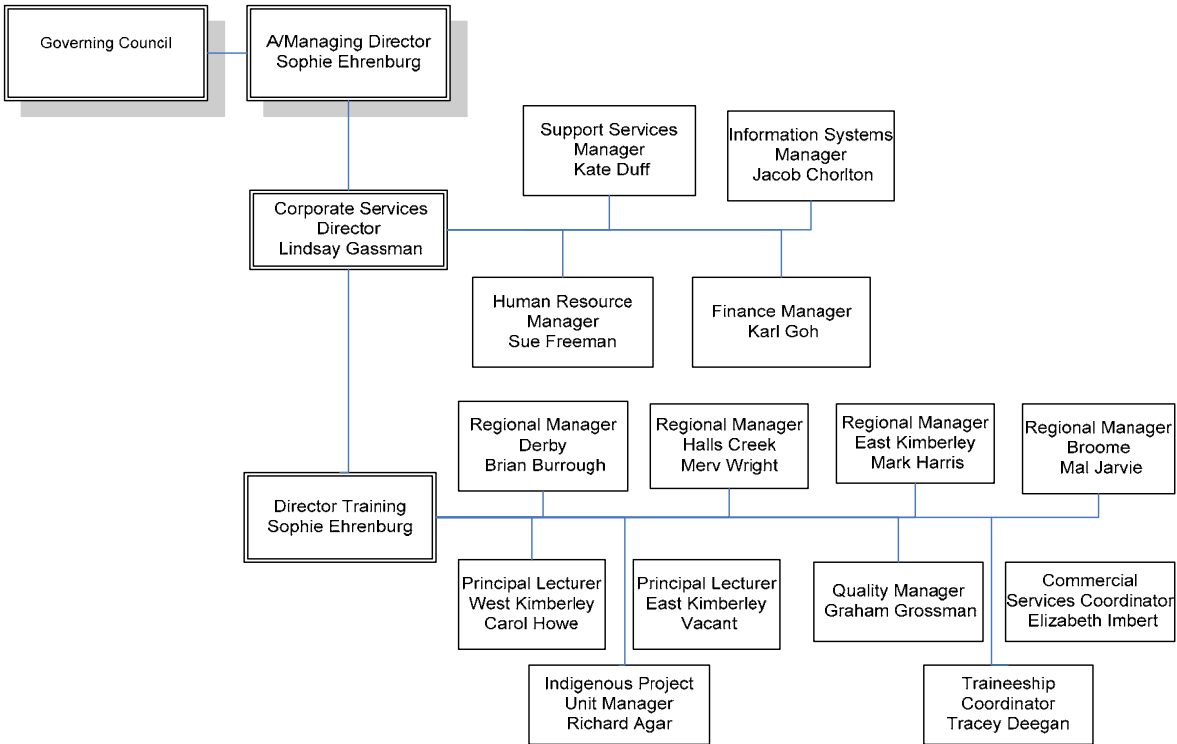 Governing Council
A/Managing Director
Sophie Ehrenburg
Support Services
Manager
Kate Duff
Information Systems
Manager
Jacob Chorlton
Corporate Services
Director
Lindsay Gassman
Human Resource
Manager
Sue Freeman
Finance Manager
Karl Goh
Regional Manager
Derby
Brian Burrough
Regional Manager
Halls Creek
Merv Wright
Regional Manager
East Kimberley
Mark Harris
Regional Manager
Broome
Mal Jarvie
Director Training
Sophie Ehrenburg
Principal Lecturer
West Kimberley
Carol Howe
Principal Lecturer
East Kimberley
Vacant
Quality Manager
Graham Grossman
Commercial
Services Coordinator
Elizabeth Imbert
Indigenous Project
Unit Manager
Richard Agar
Traineeship
Coordinator
Tracey Deegan